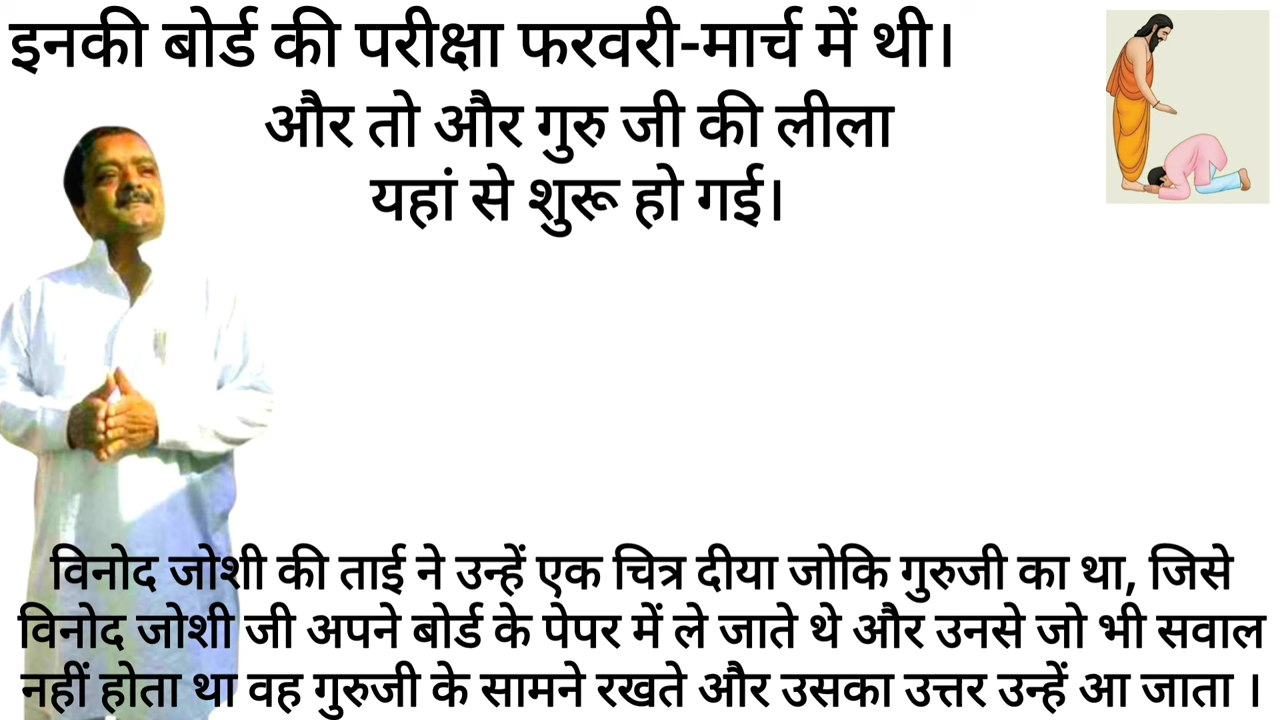 इनकी बोर्ड की परीक्षा फरवरी-मार्च में थी।
और तो और गुरु जी की लीला
यहां से शुरू हो गई।
विनोद जोशी की ताई ने उन्हें एक चित्र दीया जोकि गुरुजी का था, जिसे
विनोद जोशी जी अपने बोर्ड के पेपर में ले जाते थे और उनसे जो भी सवाल
नहीं होता था वह गुरुजी के सामने रखते और उसका उत्तर उन्हें आ जाता ।